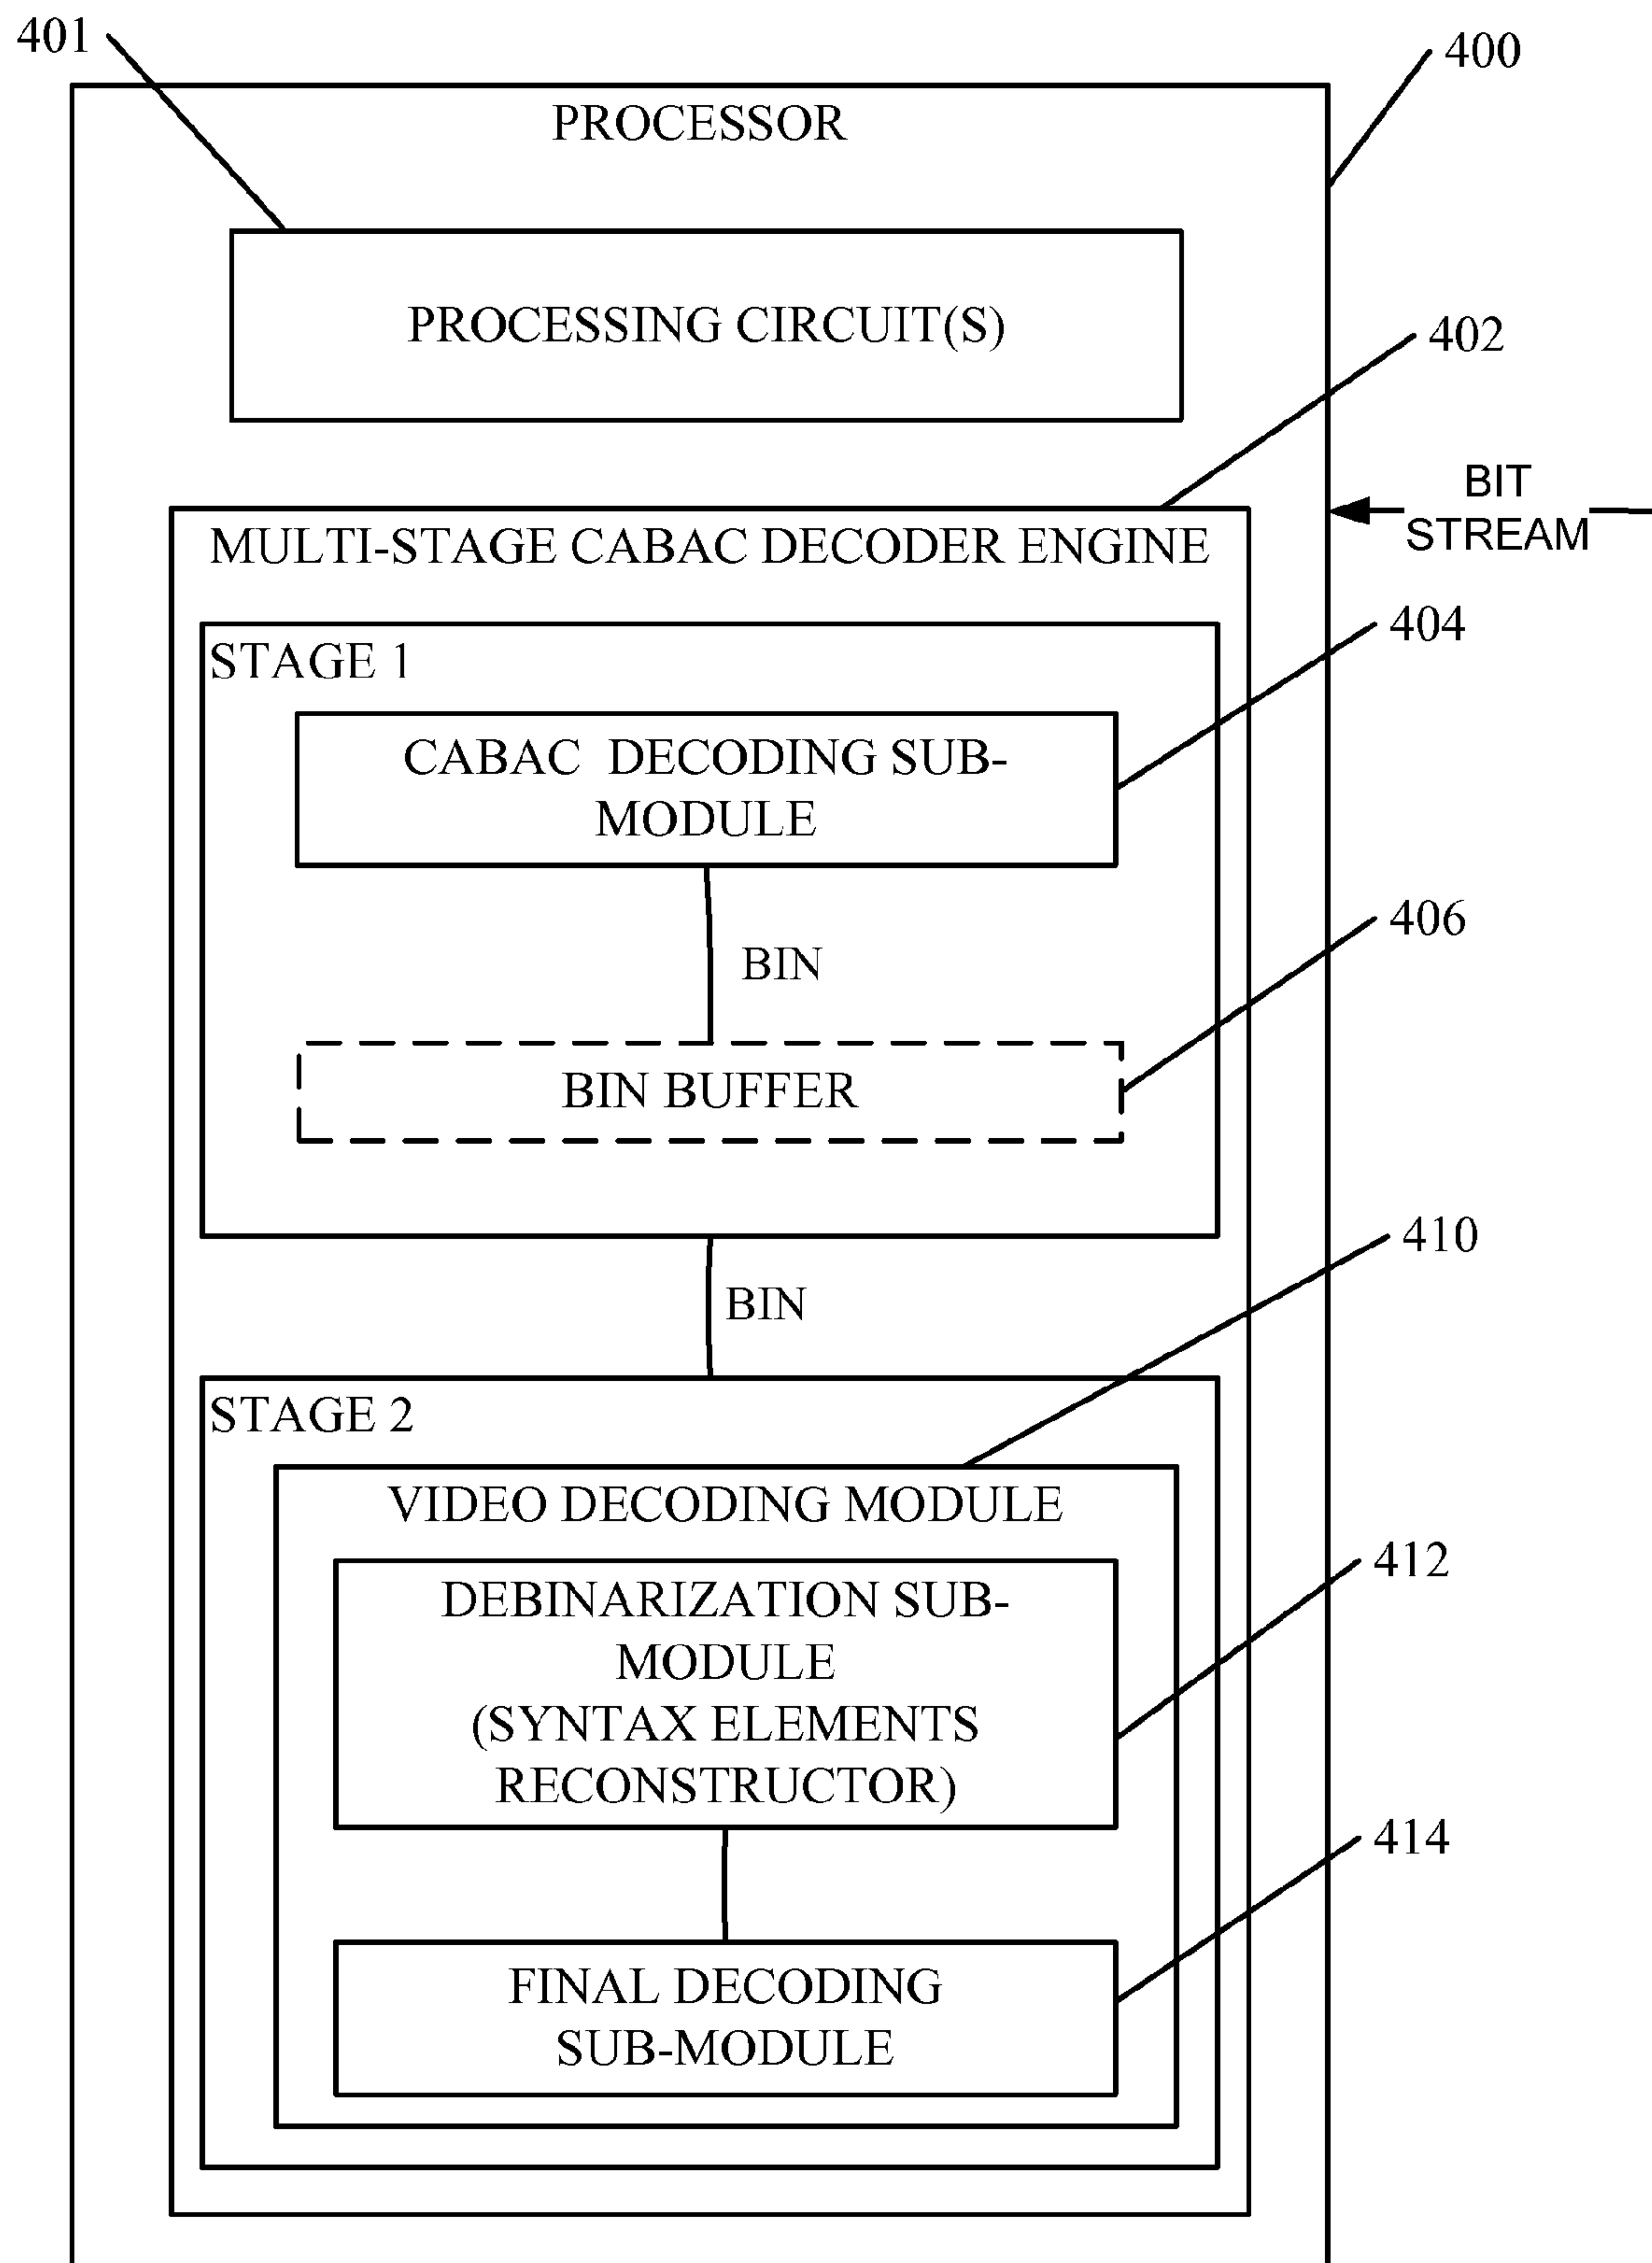 401
400
PROCESSOR
PROCESSING CIRCUIT(S)
402
BIT
STREAM
MULTI-STAGE CABAC DECODER ENGINE
404
STAGE 1
CABAC DECODING SUB-
MODULE
406
BIN
BIN BUFFER
410
BIN
STAGE 2
VIDEO DECODING MODULE
412
DEBINARIZATION SUB-
MODULE
(SYNTAX ELEMENTS
RECONSTRUCTOR)
414
FINAL DECODING
SUB-MODULE